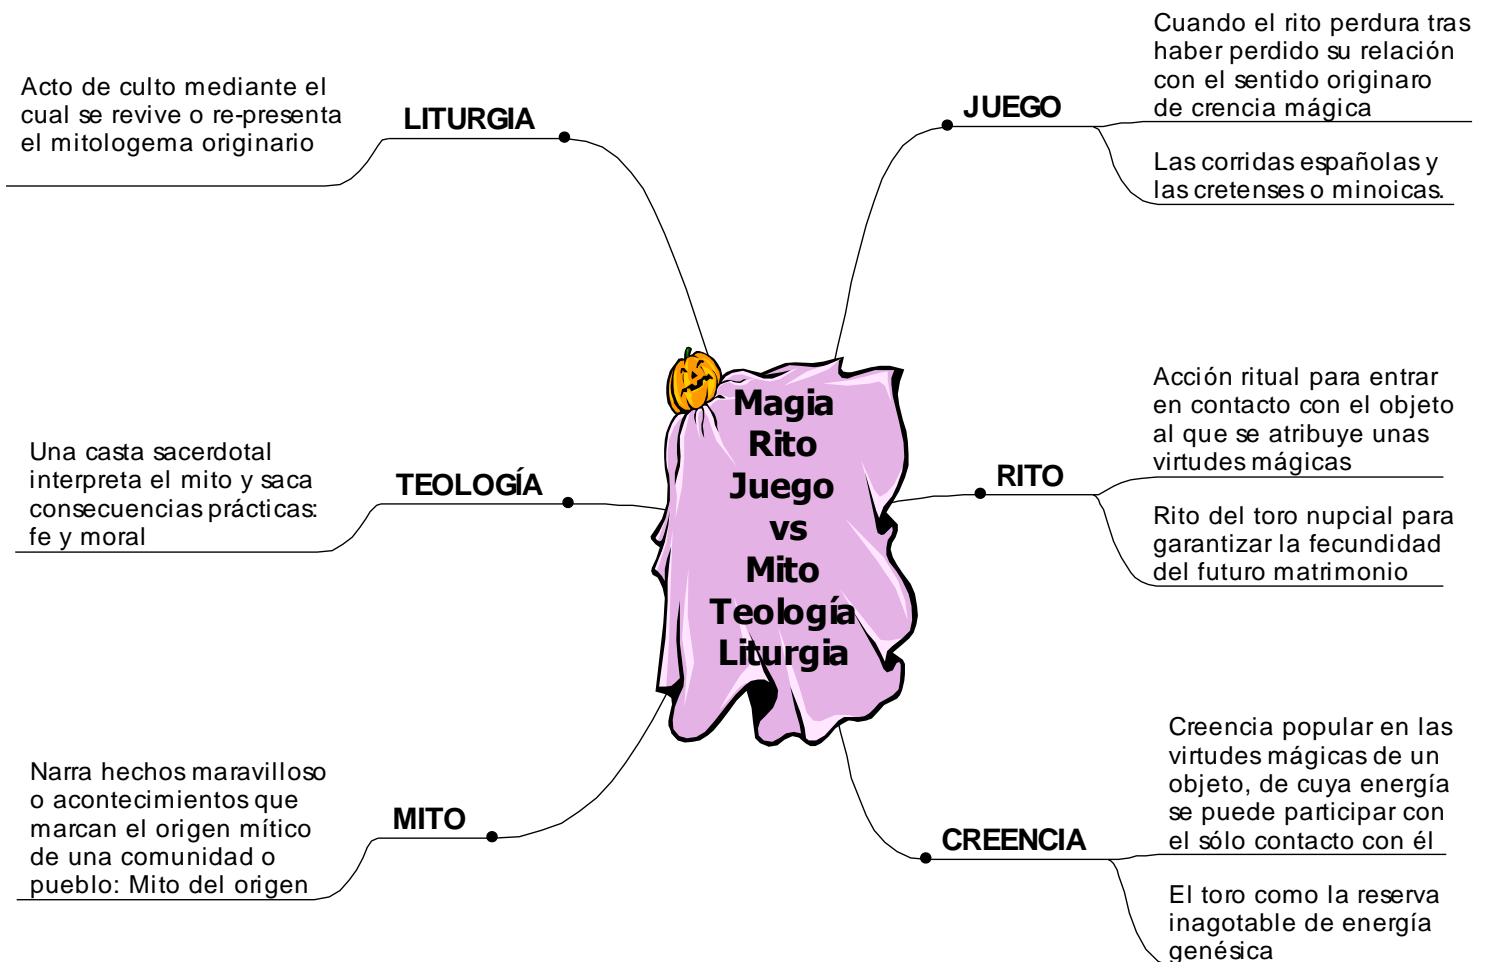 Magia
Rito
Juego
vs
Mito
Teología
Liturgia
JUEGO
Cuando el rito perdura tras
haber perdido su relación
con el sentido originaro
de crencia mágica
Las corridas españolas y
las cretenses o minoicas.
RITO
Acción ritual para entrar
en contacto con el objeto
al que se atribuye unas
virtudes mágicas
Rito del toro nupcial para
garantizar la fecundidad
del futuro matrimonio
CREENCIA
Creencia popular en las
virtudes mágicas de un
objeto, de cuya energía
se puede participar con
el sólo contacto con él
El toro como la reserva
inagotable de energía
genésica
MITO
Narra hechos maravilloso
o acontecimientos que
marcan el origen mítico
de una comunidad o
pueblo: Mito del origen
TEOLOGÍA
Una casta sacerdotal
interpreta el mito y saca
consecuencias prácticas:
fe y moral
LITURGIA
Acto de culto mediante el
cual se revive o re-presenta
el mitologema originario